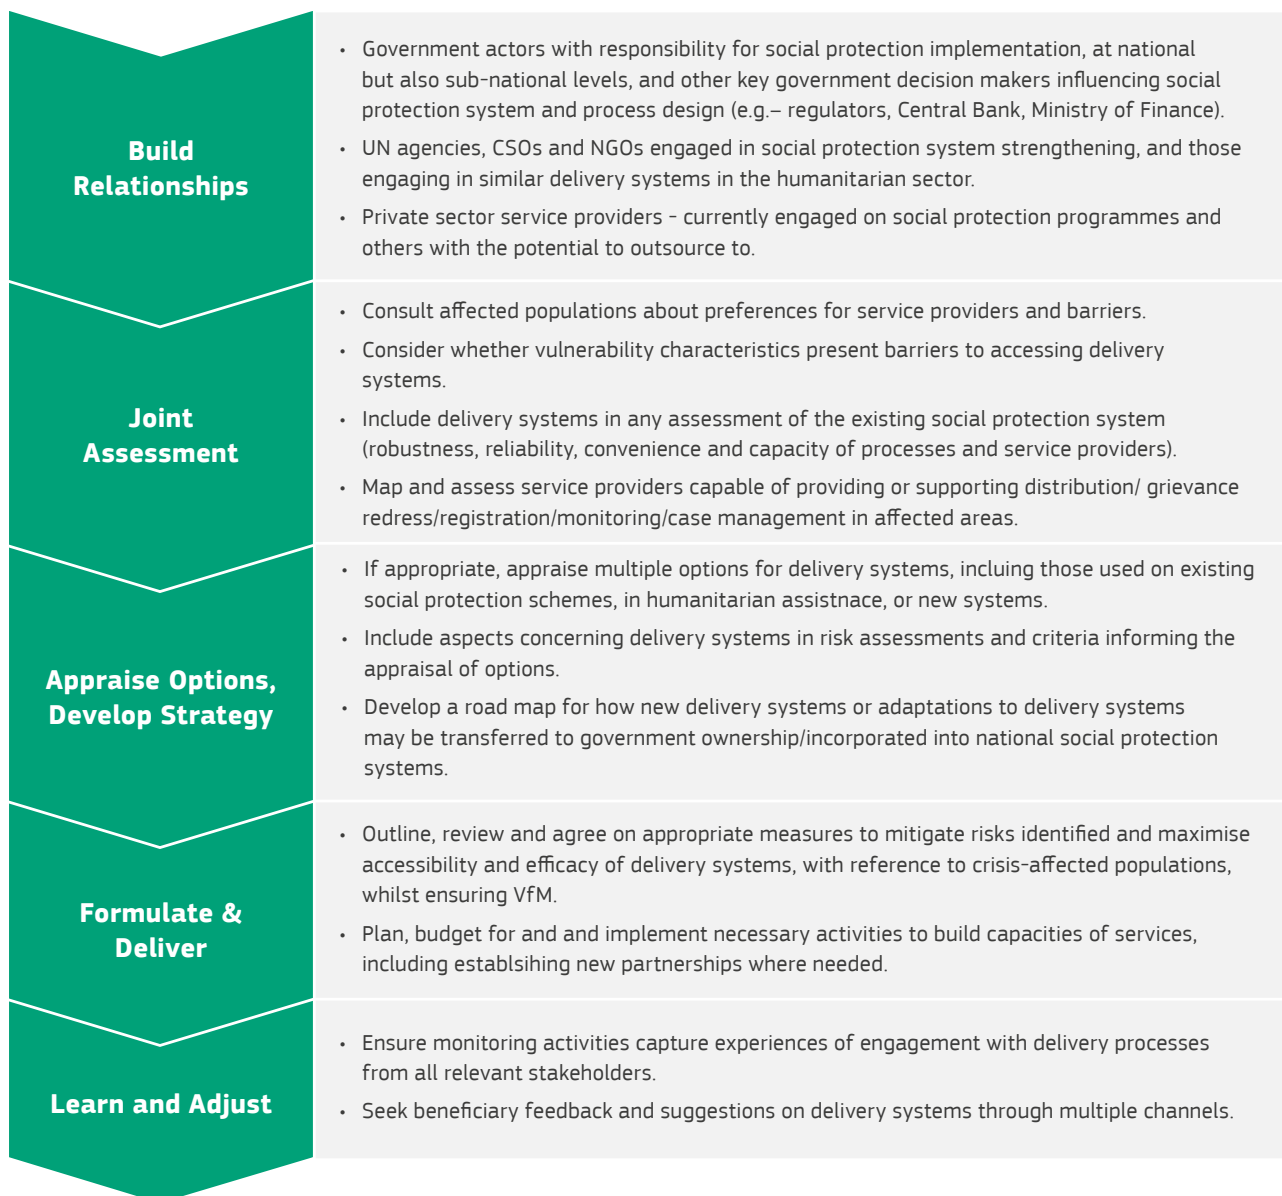 Build
Relationships
• Government actors with responsibility for social protection implementation, at national
but also sub-national levels, and other key government decision makers influencing social
protection system and process design (e.g.– regulators, Central Bank, Ministry of Finance).
• UN agencies, CSOs and NGOs engaged in social protection system strengthening, and those
engaging in similar delivery systems in the humanitarian sector.
• Private sector service providers - currently engaged on social protection programmes and
others with the potential to outsource to.
Joint
Assessment
• Consult affected populations about preferences for service providers and barriers.
• Consider whether vulnerability characteristics present barriers to accessing delivery
systems.
• Include delivery systems in any assessment of the existing social protection system
(robustness, reliability, convenience and capacity of processes and service providers).
• Map and assess service providers capable of providing or supporting distribution/ grievance
redress/registration/monitoring/case management in affected areas.
Appraise Options,
Develop Strategy
• If appropriate, appraise multiple options for delivery systems, incluing those used on existing
social protection schemes, in humanitarian assistnace, or new systems.
• Include aspects concerning delivery systems in risk assessments and criteria informing the
appraisal of options.
• Develop a road map for how new delivery systems or adaptations to delivery systems
may be transferred to government ownership/incorporated into national social protection
systems.
Formulate &
Deliver
• Outline, review and agree on appropriate measures to mitigate risks identified and maximise
accessibility and efficacy of delivery systems, with reference to crisis-affected populations,
whilst ensuring VfM.
• Plan, budget for and and implement necessary activities to build capacities of services,
including establsihing new partnerships where needed.
Learn and Adjust
• Ensure monitoring activities capture experiences of engagement with delivery processes
from all relevant stakeholders.
• Seek beneficiary feedback and suggestions on delivery systems through multiple channels.